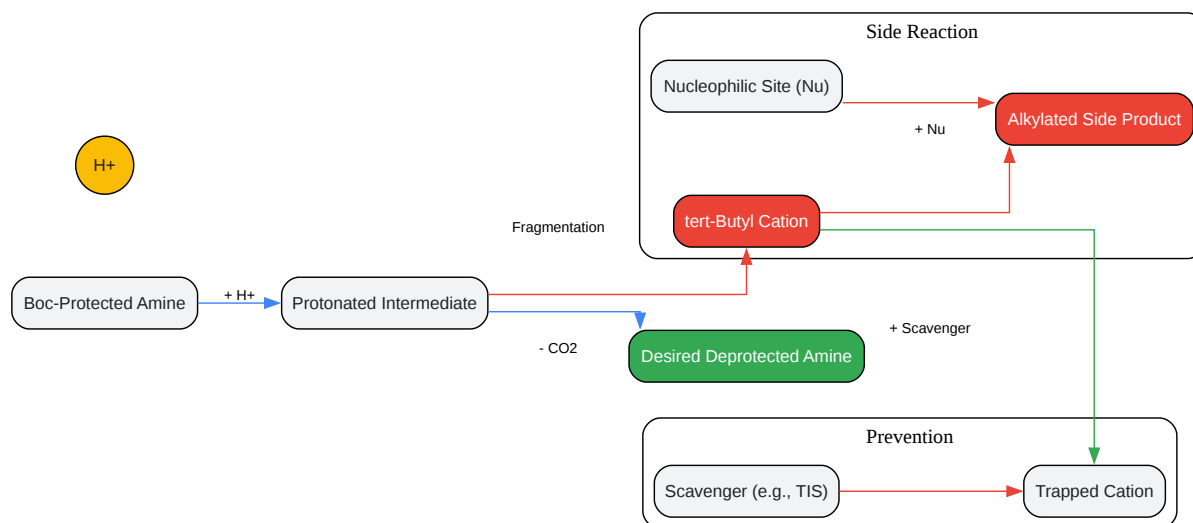 Side Reaction
Nucleophilic Site (Nu)
Alkylated Side Product
+ Nu
H+
tert-Butyl Cation
Fragmentation
Boc-Protected Amine
+ H+
Protonated Intermediate
- CO2
Desired Deprotected Amine
+ Scavenger
Prevention
Scavenger (e.g., TIS)
Trapped Cation